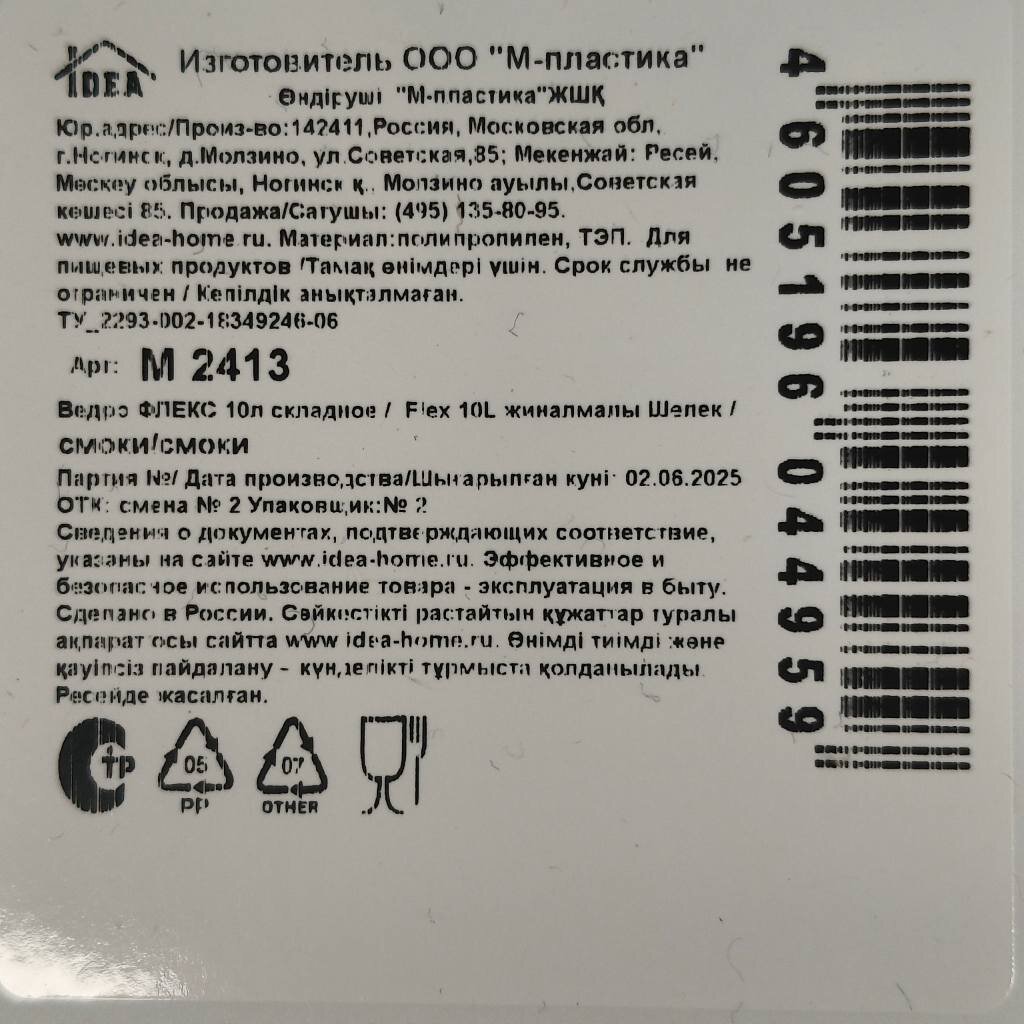 IDEA
Изготовитель ООО "М-пластика"
Өндіруші "М-пластика"ЖШҚ
Юр.адрес/Произ-во:142411,Россия, Московская обл,
г.Ногинск, д.Молзино, ул.Советская,85; Мекенжай: Ресей,
Мәскеу облысы, Ногинск қ., Молзино ауылы,Советская
көшесі 85. Продажа/Сатушы: (495) 135-80-95.
www.idea-home.ru. Материал:полипропилен, ТЭП. Для
пищевых продуктов /Тамақ өнімдері үшін. Срок службы не
ограничен / Кепілдік анықталмаған.
ТУ_2293-002-18349246-06
Арт: М 2413
Ведро ФЛЕКС 10л складное / Flex 10L жиналмалы Шелек /
смоки/смоки
Партия №/ Дата производства/Шығарылған күні: 02.06.2025
ОТК: смена № 2 Упаковщик:№ 2
Сведения о документах, подтверждающих соответствие,
указаны на сайте www.idea-home.ru. Эффективное и
безопасное использование товара - эксплуатация в быту.
Сделано в России. Сәйкестікті растайтын құжаттар туралы
ақпарат осы сайтта www.idea-home.ru. Өнімді тиімді және
қауіпсіз пайдалану - күнделікті тұрмыста қолданылады.
Ресейде жасалған.
СТР
05
PP
07
OTHER
4605196044959